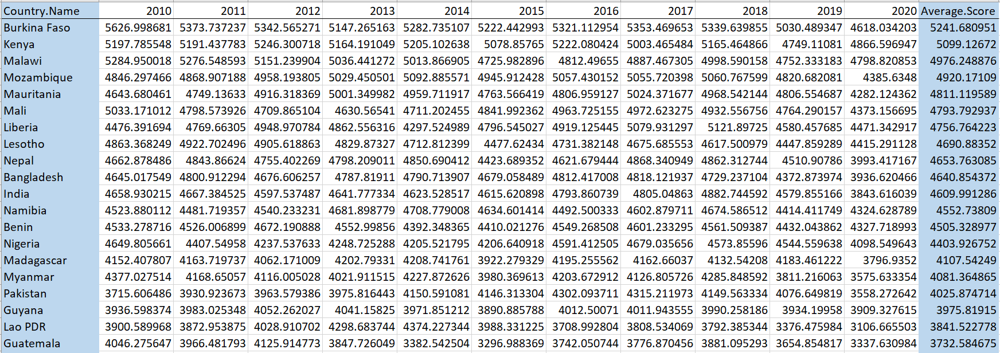 Country.Name 2010 2011 2012 2013 2014 2015 2016 2017 2018 2019 2020 Average.Score
Burkina Faso 5626.998681 5373.737237 5342.565271 5147.265163 5282.735107 5222.442993 5321.112954 5353.469653 5339.639855 5030.489347 4618.034203 5241.680951
Kenya 5197.785548 5191.437783 5246.300718 5164.191049 5205.102638 5078.85765 5222.080424 5003.465484 5165.464866 4749.11081 4866.596947 5099.12672
Malawi 5284.950018 5276.548593 5151.239904 5036.441272 5013.866905 4725.982896 4812.49655 4887.467305 4998.590158 4752.333183 4798.820853 4976.248876
Mozambique 4846.297466 4868.907188 4958.193805 5029.450501 5092.885571 4945.912428 5057.430152 5055.720398 5060.767599 4820.682081 4385.6348 4920.17109
Mauritania 4643.680461 4749.13633 4916.318369 5001.349982 4959.711917 4763.566419 4806.959127 5024.371677 4968.542144 4806.554687 4282.124362 4811.119589
Mali 5033.171012 4798.573926 4709.865104 4630.56541 4711.202455 4841.992362 4963.725155 4972.623275 4932.556756 4764.290157 4373.156695 4793.792937
Liberia 4476.391694 4769.66305 4948.970784 4862.556316 4297.524989 4796.545027 4919.125445 5079.931297 5121.89725 4580.457685 4471.342917 4756.764223
Lesotho 4863.368249 4922.702496 4905.618863 4829.87327 4712.812399 4477.62434 4731.382148 4675.685553 4617.500979 4447.859289 4415.291128 4690.88352
Nepal 4662.878486 4843.86624 4755.402269 4798.209011 4850.690412 4423.689352 4621.679444 4868.340949 4862.312744 4510.90786 3993.417167 4653.763085
Bangladesh 4645.017549 4800.912294 4676.606257 4787.81911 4790.713907 4679.058489 4812.417008 4818.121937 4729.237104 4372.873974 3936.620466 4640.854372
India 4658.930215 4667.384525 4597.537487 4641.777334 4623.528517 4615.620898 4793.860739 4805.04863 4882.744592 4579.855166 3843.616039 4609.991286
Namibia 4523.880112 4481.719357 4540.233231 4681.898779 4708.779008 4634.601414 4492.500333 4602.879711 4674.586512 4414.411749 4324.628789 4552.73809
Benin 4533.278716 4526.006899 4672.190888 4552.99856 4392.348365 4410.021276 4549.268508 4601.233295 4561.509387 4432.043862 4327.718993 4505.328977
Nigeria 4649.805661 4407.54958 4237.537633 4248.725288 4205.521795 4206.640918 4591.412505 4679.035656 4573.85596 4544.559638 4098.549643 4403.926752
Madagascar 4152.407807 4163.719737 4062.171009 4202.79331 4208.741761 3922.279329 4195.255562 4162.66037 4132.54208 4183.461222 3796.9352 4107.54249
Myanmar 4377.027514 4168.65057 4116.005028 4021.911515 4227.872626 3980.369613 4203.672912 4126.805726 4285.848592 3811.216063 3575.633354 4081.364865
Pakistan 3715.606486 3930.923673 3963.579386 3975.816443 4150.591081 4146.313304 4302.093711 4315.211973 4149.563334 4076.649819 3558.272642 4025.874714
Guyana 3936.598374 3983.025348 4052.262027 4041.15825 3971.851212 3890.885788 4012.50071 4011.943555 3990.258186 3934.19958 3909.327615 3975.81915
Lao PDR 3900.589968 3872.953875 4028.910702 4298.683744 4374.227344 3988.331225 3708.992804 3808.534069 3792.385344 3376.475984 3106.665503 3841.522778
Guatemala 4046.275647 3966.481793 4125.914773 3847.726049 3382.542504 3296.988369 3742.050744 3776.870456 3881.095293 3654.854817 3337.630984 3732.584675